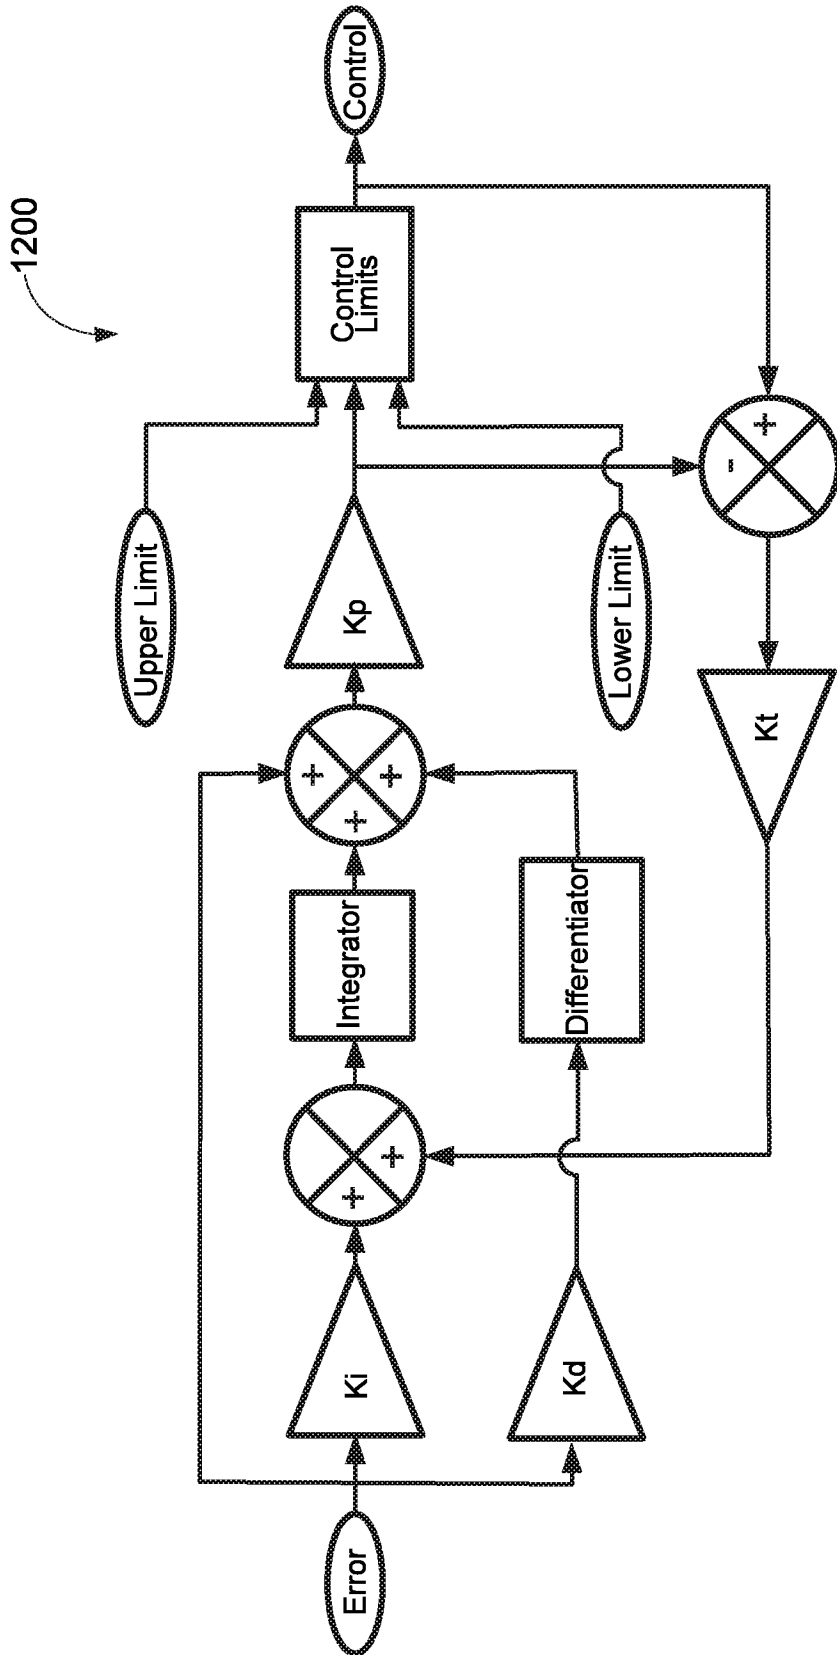 1200
Error
Ki
Kd
+
+
Integrator
Differentiator
+
+
+
Kp
Upper Limit
Lower Limit
Control
Limits
Control
-
+
Kt